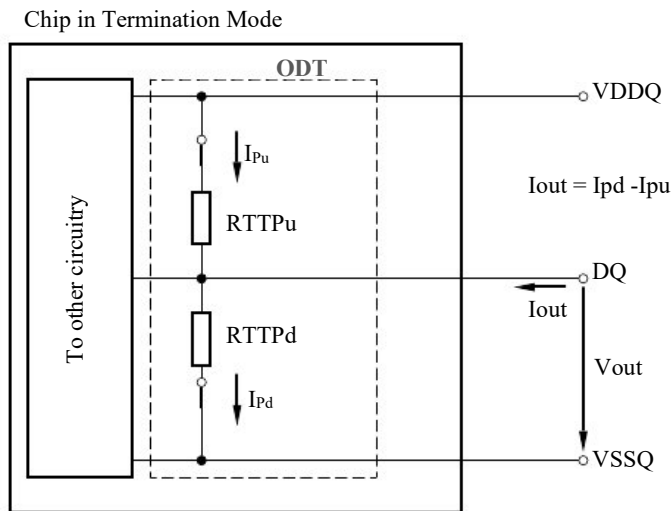 Chip in Termination Mode
ODT
VDDQ
IPu
Iout = Ipd -Ipu
RTTPu
To other circuitry
DQ
Iout
RTTPd
Vout
IPd
VSSQ